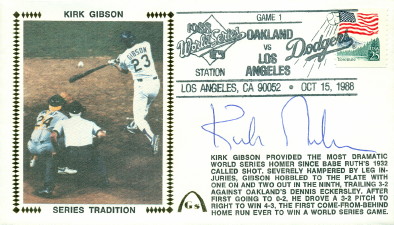 KIRK GIBSON
GIBSON
23
SERIES TRADITION
1988
World Series
STATION
GAME 1
OAKLAND
VS
LOS
ANGELES
Dodgers
LOS ANGELES, CA 90052 • OCT 15, 1988
25
KIRK GIBSON PROVIDED THE MOST DRAMATIC
WORLD SERIES HOMER SINCE BABE RUTH'S 1932
CALLED SHOT. SEVERELY HAMPERED BY LEG IN-
JURIES, GIBSON HOBBLED TO THE PLATE WITH
ONE ON AND TWO OUT IN THE NINTH, TRAILING 3-2
AGAINST OAKLAND'S DENNIS ECKERSLEY. AFTER
FIRST GOING TO 0-2, HE DROVE A 3-2 PITCH TO
RIGHT TO WIN 4-3, THE FIRST COME-FROM-BEHIND
HOME RUN EVER TO WIN A WORLD SERIES GAME.
GS